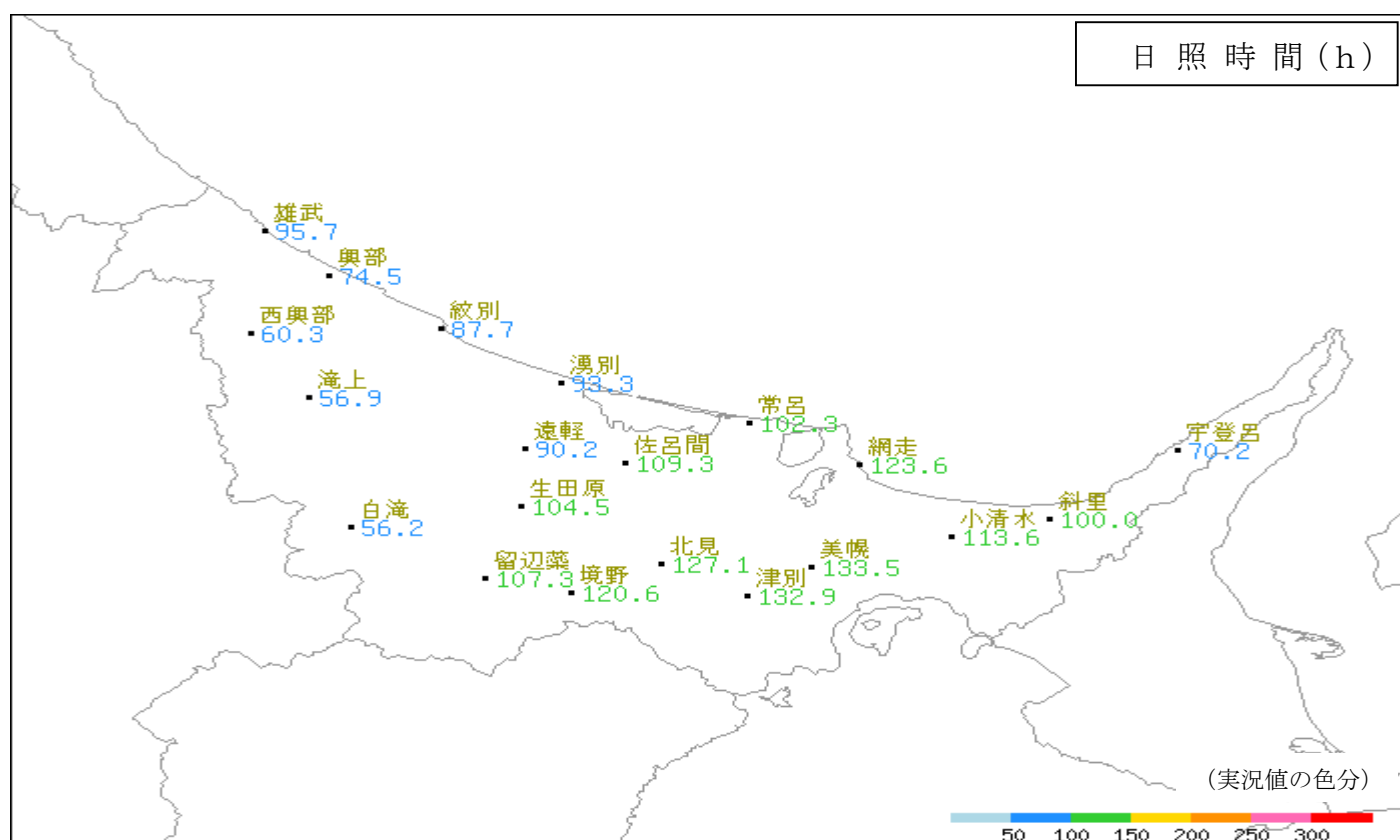 日照時間(h)
雄武
95.7
興部
74.5
西興部
60.3
紋別
87.7
滝上
56.9
湧別
93.3
常呂
102.3
遠軽
90.2
佐呂間
109.3
網走
123.6
宇登呂
70.2
生田原
104.5
白滝
56.2
斜里
100.0
小清水
113.6
北見
127.1
美幌
133.5
留辺蘂
107.3
境野
120.6
津別
132.9
(実況値の色分)
50 100 150 200 250 300